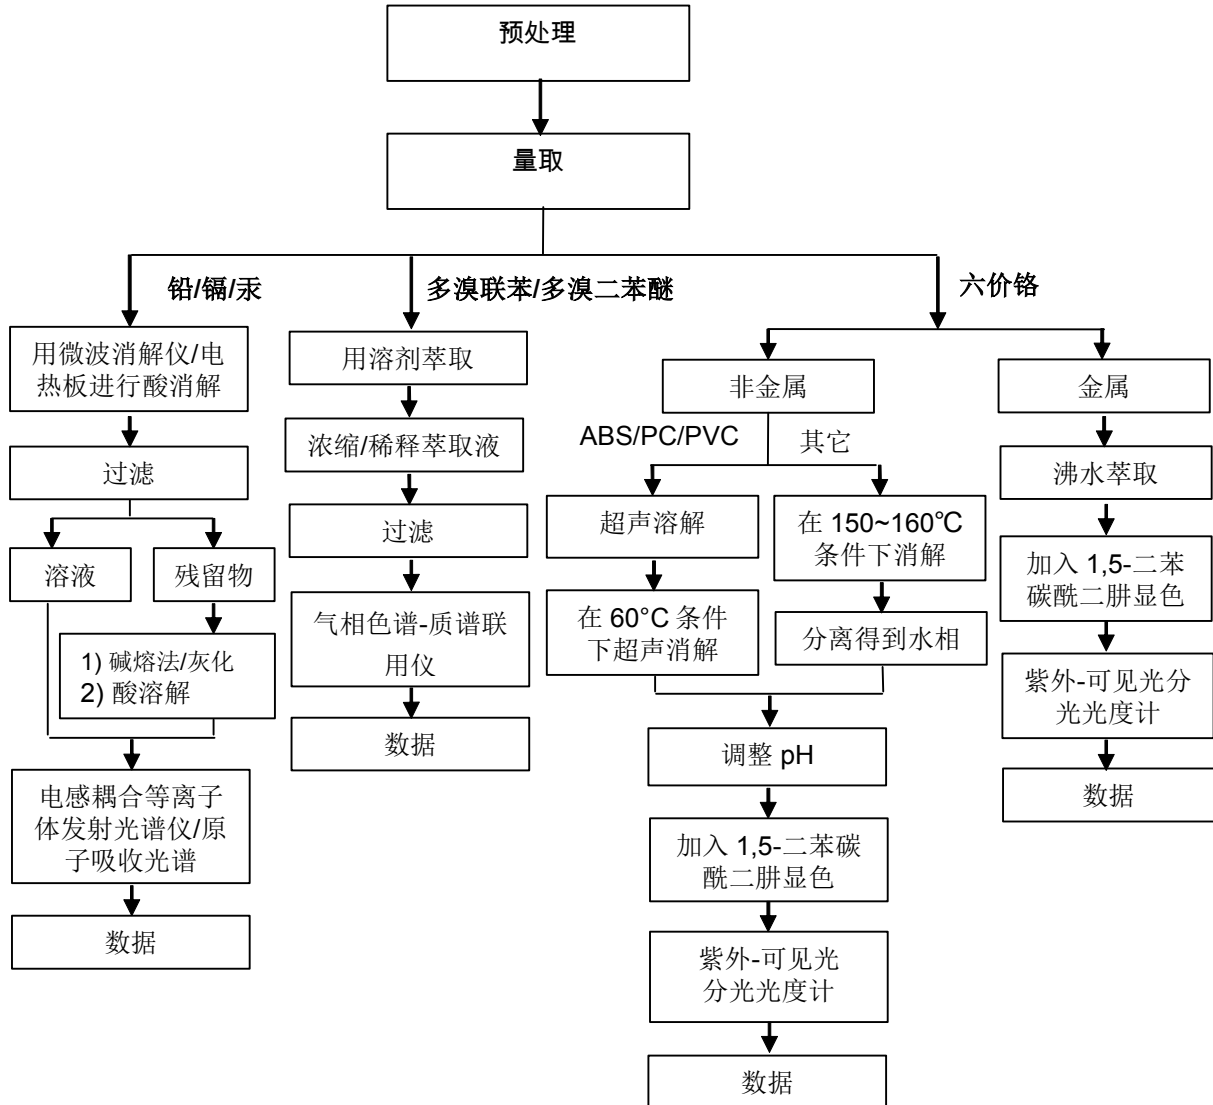 预处理
量取
铅/镉/汞
多溴联苯/多溴二苯醚
六价铬
用微波消解仪/电
热板进行酸消解
过滤
溶液
残留物
1) 碱熔法/灰化
2) 酸溶解
电感耦合等离子
体发射光谱仪/原
子吸收光谱
数据
用溶剂萃取
浓缩/稀释萃取液
过滤
气相色谱-质谱联
用仪
数据
非金属
ABS/PC/PVC
其它
超声溶解
在 60°C 条件
下超声消解
在 150~160℃
条件下消解
分离得到水相
调整 pH
加入 1,5-二苯碳
酰二肼显色
紫外-可见光
分光光度计
数据
金属
沸水萃取
加入 1,5-二苯
碳酰二肼显色
紫外-可见光分
光光度计
数据